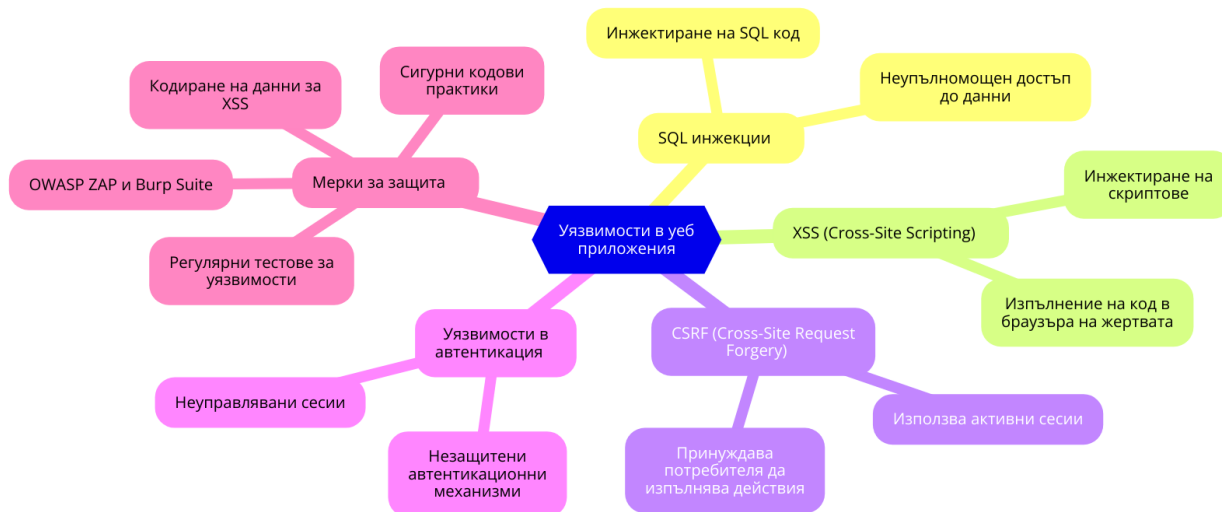 Инжектиране на SQL код
Неупълномощен достъп
до данни
SQL инжекции
Кодиране на данни за
XSS
Сигурни кодови
практики
OWASP ZAP и Burp Suite
Мерки за защита
Регулярни тестове за
уязвимости
Уязвимости в уеб
приложения
XSS (Cross-Site Scripting)
Инжектиране на
скриптове
Изпълнение на код в
браузъра на жертвата
Уязвимости в
автентикация
Неуправлявани сесии
Незащитени
автентикационни
механизми
CSRF (Cross-Site Request
Forgery)
Принуждава
потребителя да
изпълнява действия
Използва активни сесии